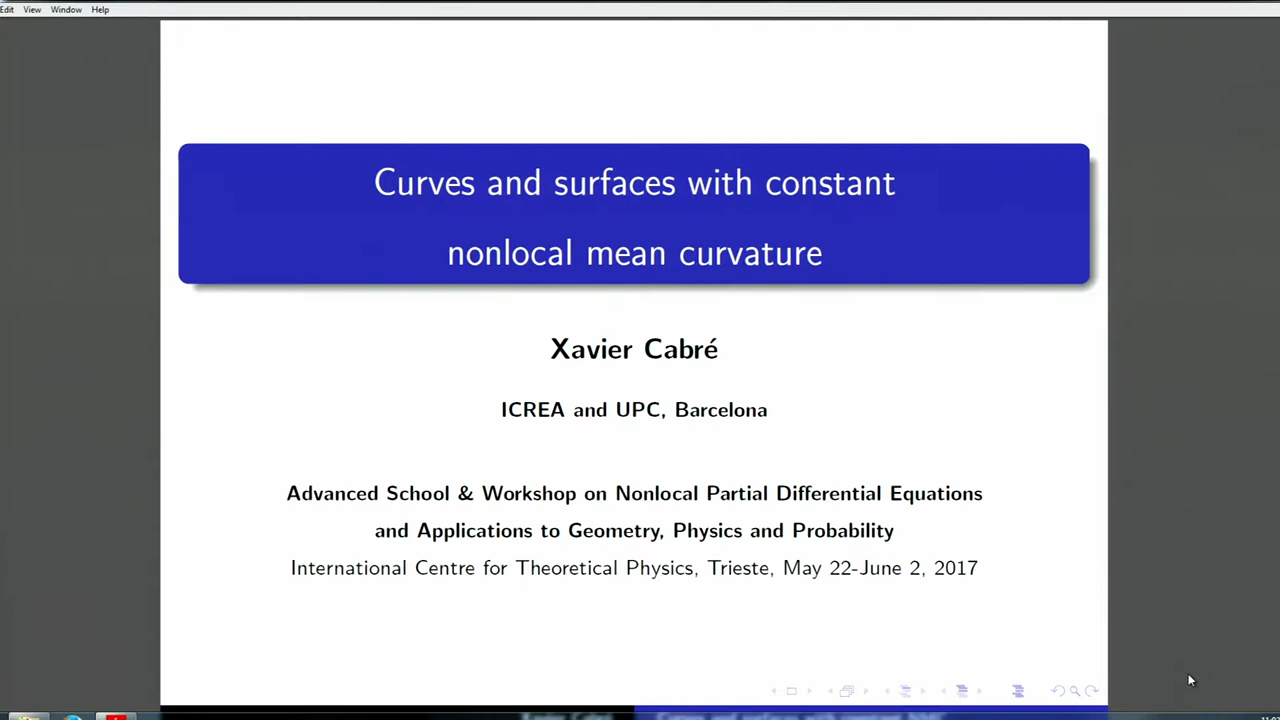 Edit View Window Help
Curves and surfaces with constant
nonlocal mean curvature
Xavier Cabré
ICREA and UPC, Barcelona
Advanced School & Workshop on Nonlocal Partial Differential Equations
and Applications to Geometry, Physics and Probability
International Centre for Theoretical Physics, Trieste, May 22-June 2, 2017